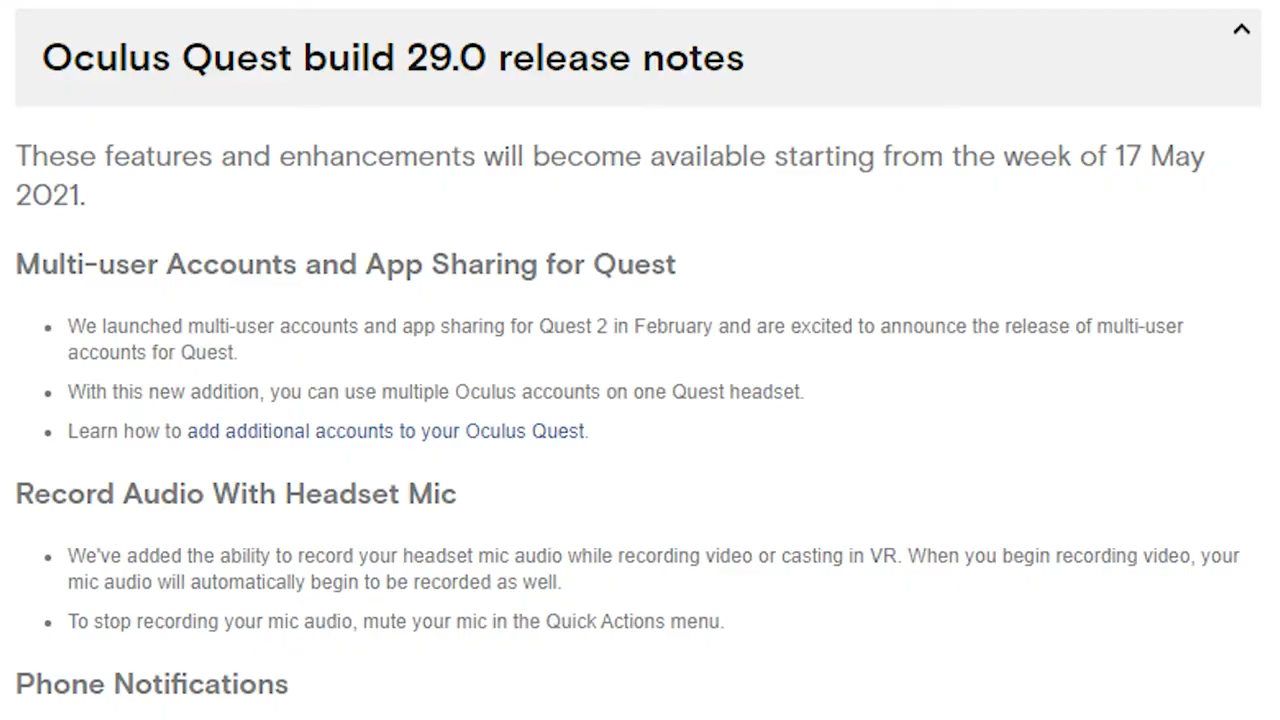 Oculus Quest build 29.0 release notes
These features and enhancements will become available starting from the week of 17 May
2021.
Multi-user Accounts and App Sharing for Quest
• We launched multi-user accounts and app sharing for Quest 2 in February and are excited to announce the release of multi-user
accounts for Quest.
• With this new addition, you can use multiple Oculus accounts on one Quest headset.
• Learn how to add additional accounts to your Oculus Quest.
Record Audio With Headset Mic
• We've added the ability to record your headset mic audio while recording video or casting in VR. When you begin recording video, your
mic audio will automatically begin to be recorded as well.
• To stop recording your mic audio, mute your mic in the Quick Actions menu.
Phone Notifications